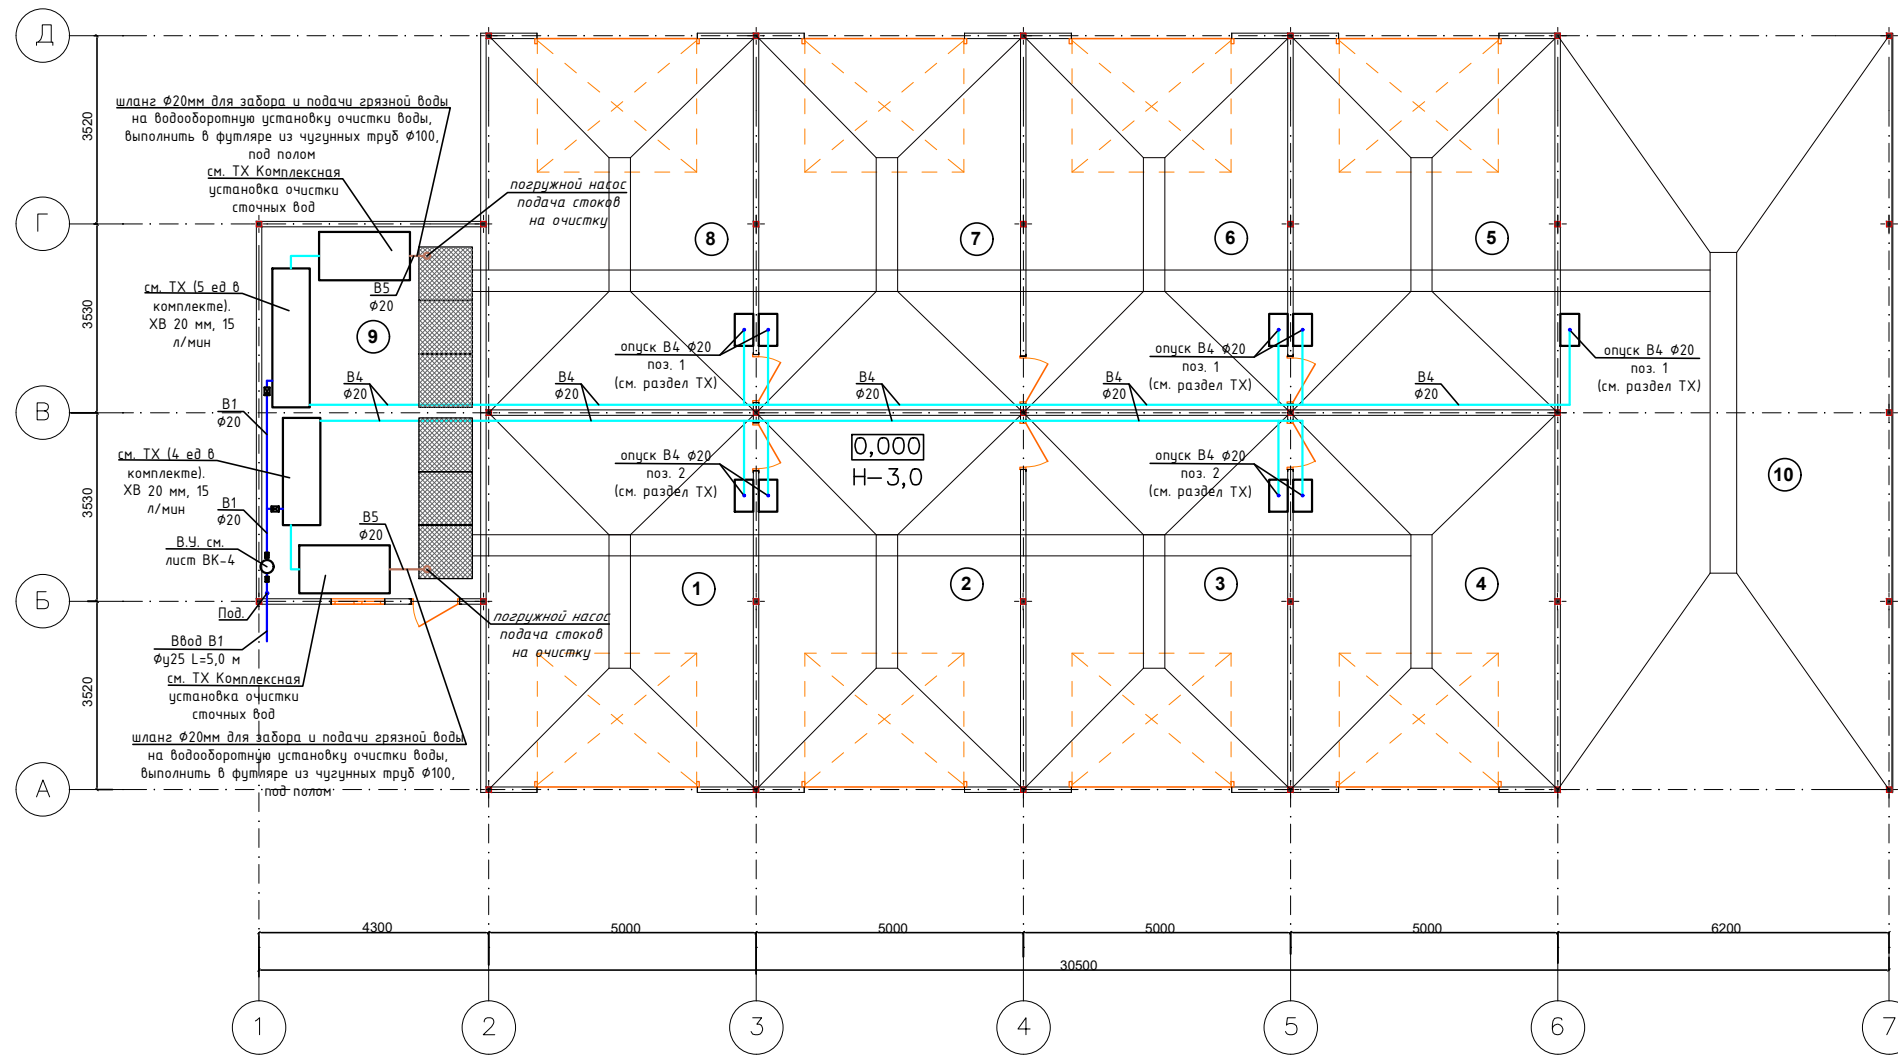 Д
3520
шланг Ф20мм для забора и подачи грязной воды
на водооборотную установку очистки воды,
выполнить в футляре из чугунных труб Ф100,
под полом
см. ТХ Комплексная
установка очистки
сточных вод
погружной насос
подача стоков
на очистку
Г
8
7
6
5
3530
см. ТХ (5 ед в
комплекте).
ХВ 20 мм, 15
л/мин
В5
Ф20
9
опуск В4 Ф20
поз. 1
(см. раздел ТХ)
опуск В4 Ф20
поз. 1
(см. раздел ТХ)
опуск В4 Ф20
поз. 1
(см. раздел ТХ)
В4
Ф20
В4
Ф20
В4
Ф20
В4
Ф20
В4
Ф20
В
В1
Ф20
0,000
Н-3,0
3530
см. ТХ (4 ед в
комплекте).
ХВ 20 мм, 15
л/мин
опуск В4 Ф20
поз. 2
(см. раздел ТХ)
опуск В4 Ф20
поз. 2
(см. раздел ТХ)
10
В1
Ф20
В5
Ф20
В.У. см.
лист ВК-4
1
2
3
4
Б
Под.
погружной насос
подача стоков
на очистку
Ввод В1
Фу25 L=5,0 м
см. ТХ Комплексная
установка очистки
сточных вод
3520
шланг Ф20мм для забора и подачи грязной воды
на водооборотную установку очистки воды,
выполнить в футляре из чугунных труб Ф100,
под полом
А
4300
5000
5000
5000
5000
6200
30500
1
2
3
4
5
6
7